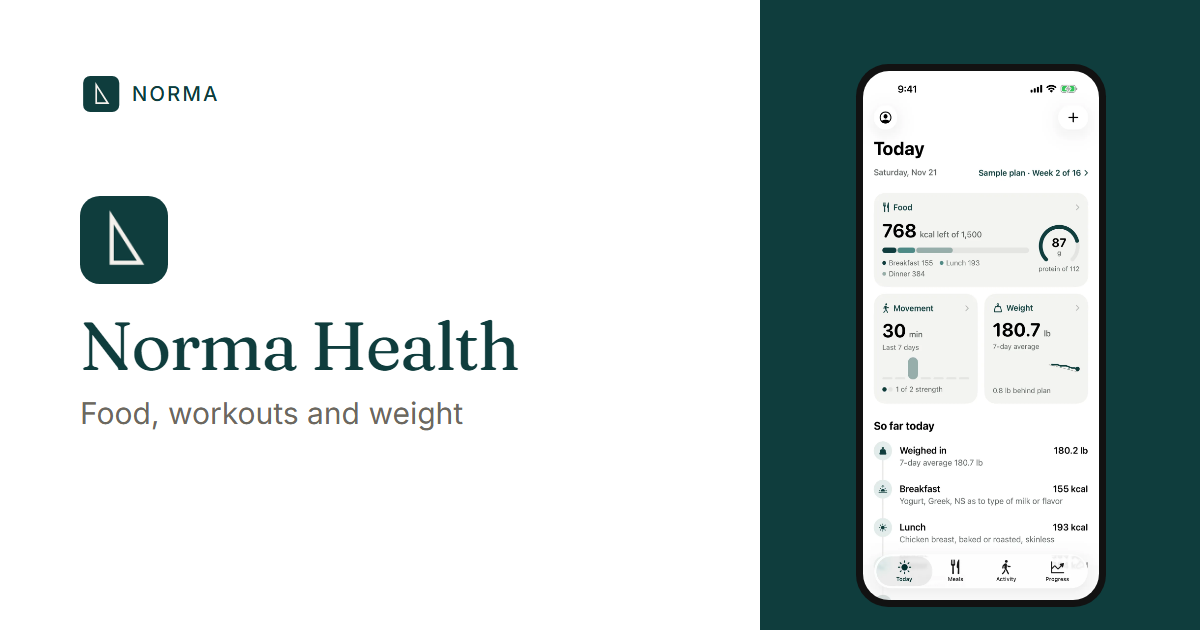 NORMA
Norma Health
Food, workouts and weight
9:41
Today
Saturday, Nov 21
Sample plan · Week 2 of 16
Food
768 kcal left of 1,500
Breakfast 155 Lunch 193
Dinner 384
87
g
protein of 112
Movement
30 min
Last 7 days
1 of 2 strength
Weight
180.7 lb
7-day average
0.8 lb behind plan
So far today
Weighed in 180.2 lb
7-day average 180.7 lb
Breakfast 155 kcal
Yogurt, Greek, NS as to type of milk or flavor
Lunch 193 kcal
Chicken breast, baked or roasted, skinless
Today Meals Activity Progress